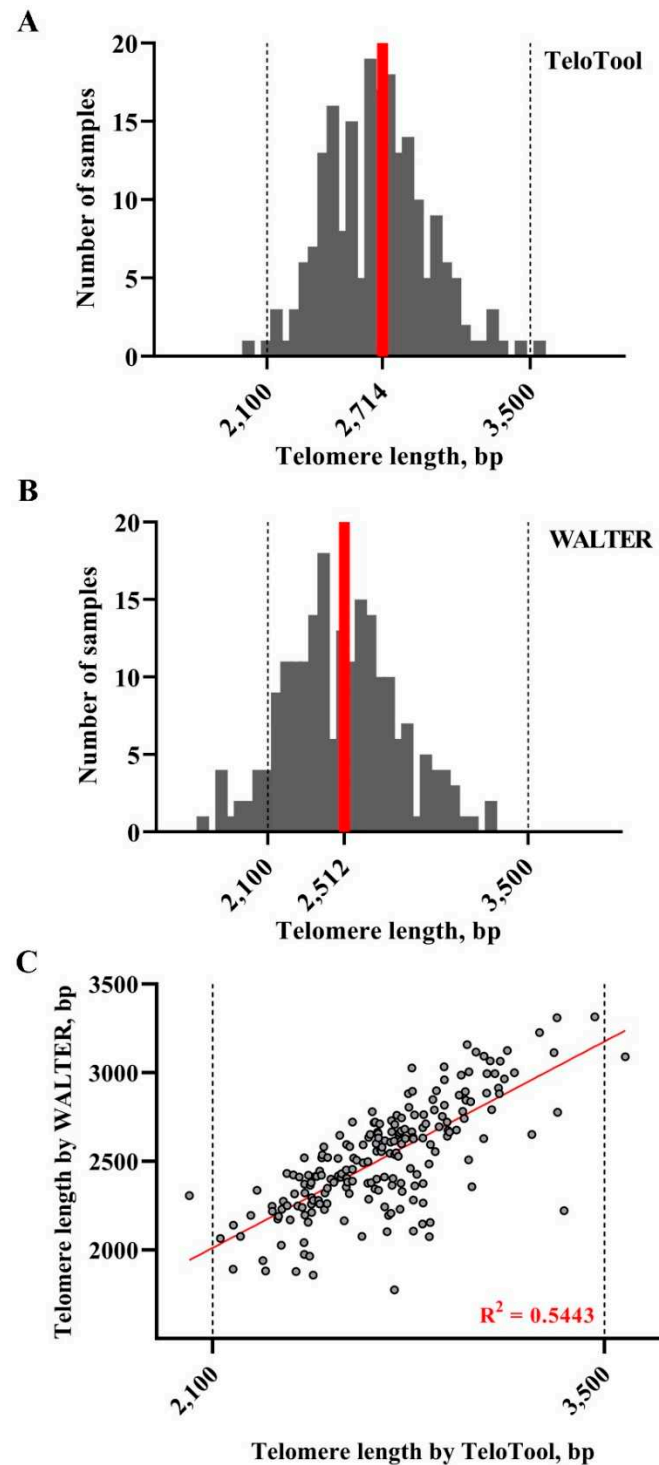 A
TeloTool
Number of samples
20
15
10
5
0
2,100
2,714
3,500
Telomere length, bp
B
WALTER
Number of samples
20
15
10
5
0
2,100
2,512
3,500
Telomere length, bp
C
Telomere length by WALTER, bp
3500
3000
2500
2000
R² = 0.5443
2,100
3,500
Telomere length by TeloTool, bp